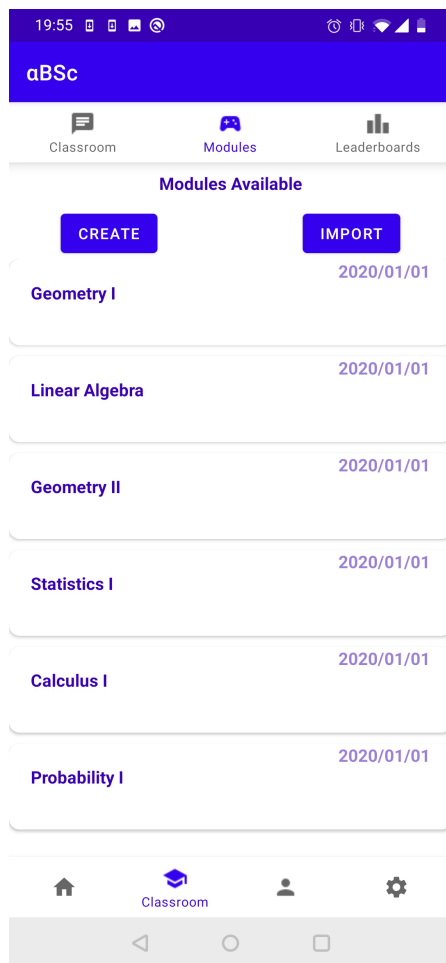 19:55
αBSc
Classroom Modules Leaderboards
Modules Available
CREATE IMPORT
2020/01/01
Geometry I
2020/01/01
Linear Algebra
2020/01/01
Geometry II
2020/01/01
Statistics I
2020/01/01
Calculus I
2020/01/01
Probability I
Classroom